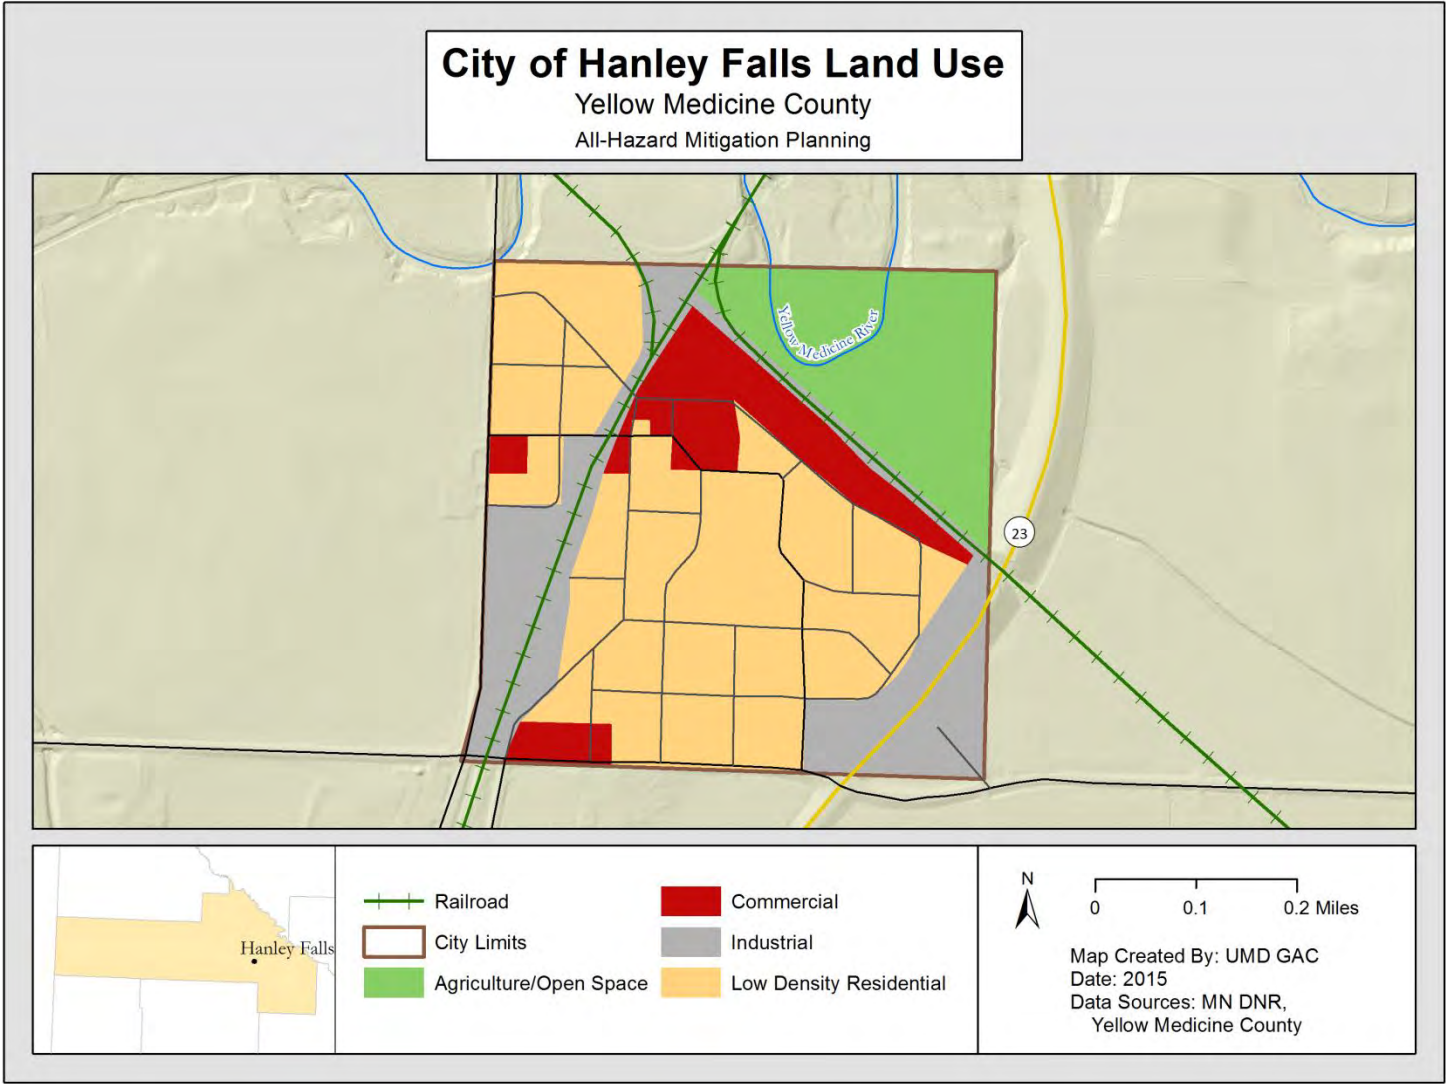 City of Hanley Falls Land Use
Yellow Medicine County
All-Hazard Mitigation Planning
Yellow Medicine River
23
Hanley Falls
Railroad
City Limits
Agriculture/Open Space
Commercial
Industrial
Low Density Residential
N
0 0.1 0.2 Miles
Map Created By: UMD GAC
Date: 2015
Data Sources: MN DNR,
Yellow Medicine County